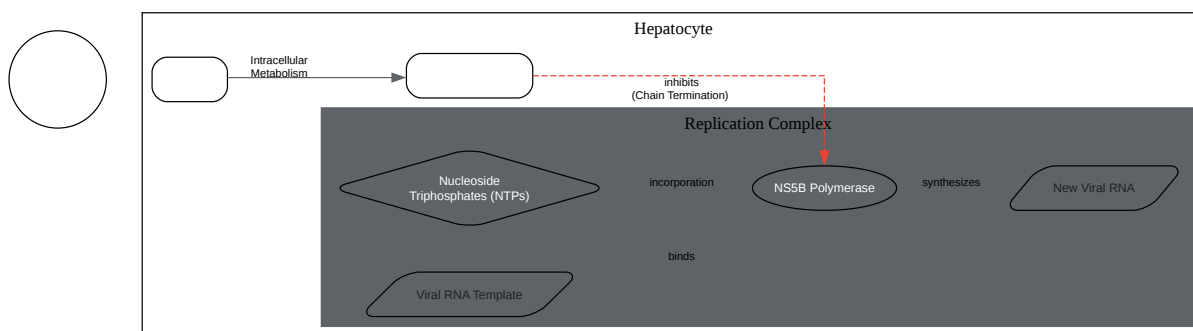 Hepatocyte
Intracellular
Metabolism
inhibits
(Chain Termination)
Replication Complex
Nucleoside
Triphosphates (NTPs)
incorporation
NS5B Polymerase
synthesizes
New Viral RNA
binds
Viral RNA Template